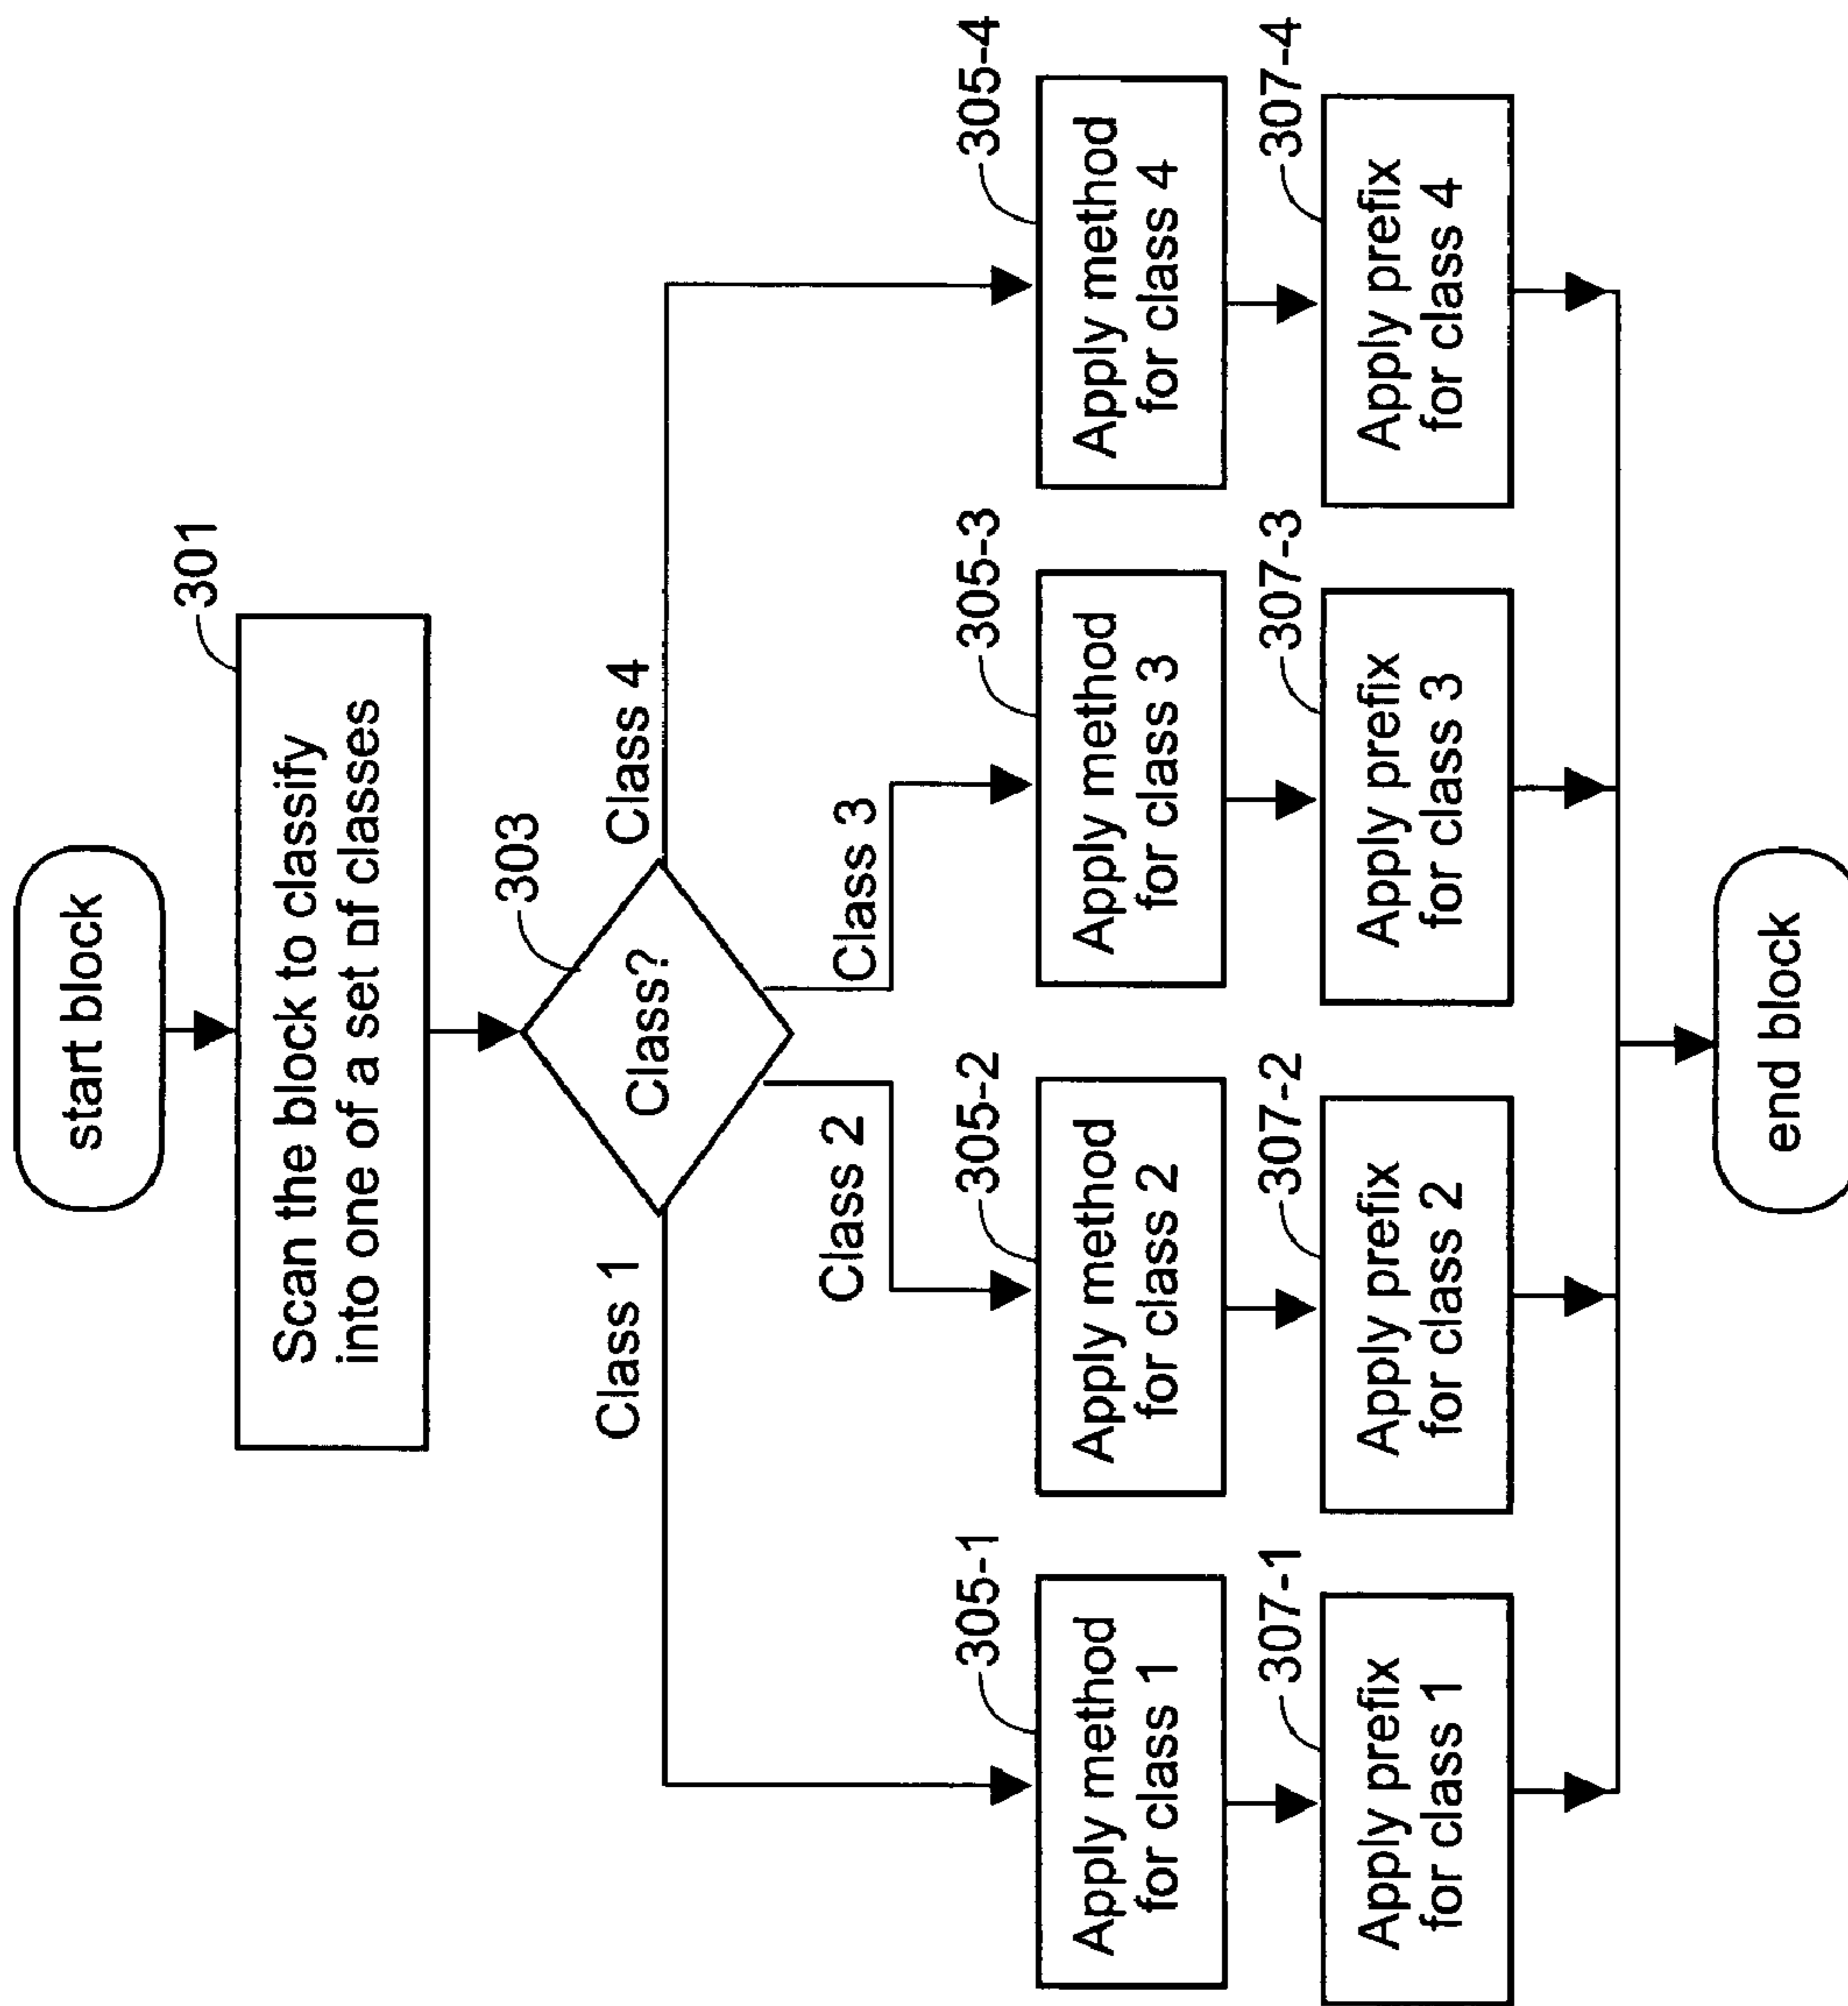 start block
301
Scan the block to classify
into one of a set of classes
303
Class?
Class 1
Class 2
Class 3
Class 4
305-1
Apply method
for class 1
305-2
Apply method
for class 2
305-3
Apply method
for class 3
305-4
Apply method
for class 4
307-1
Apply prefix
for class 1
307-2
Apply prefix
for class 2
307-3
Apply prefix
for class 3
307-4
Apply prefix
for class 4
end block